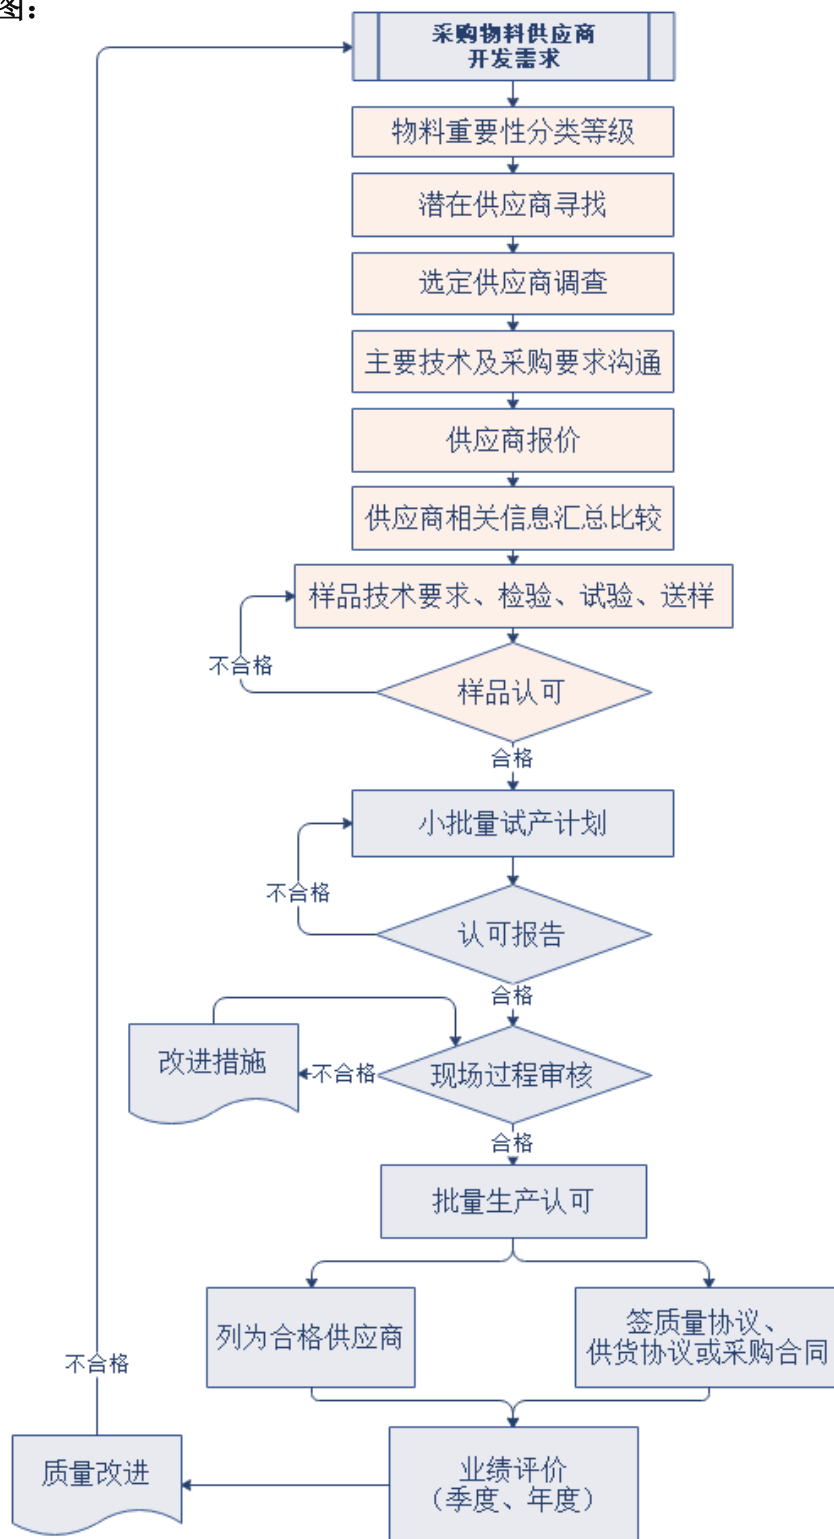 图：
采购物料供应商
开发需求
物料重要性分类等级
潜在供应商寻找
选定供应商调查
主要技术及采购要求沟通
供应商报价
供应商相关信息汇总比较
样品技术要求、检验、试验、送样
不合格
样品认可
合格
小批量试产计划
不合格
认可报告
合格
改进措施
不合格
现场过程审核
合格
批量生产认可
列为合格供应商
签质量协议、
供货协议或采购合同
不合格
质量改进
业绩评价
（季度、年度）